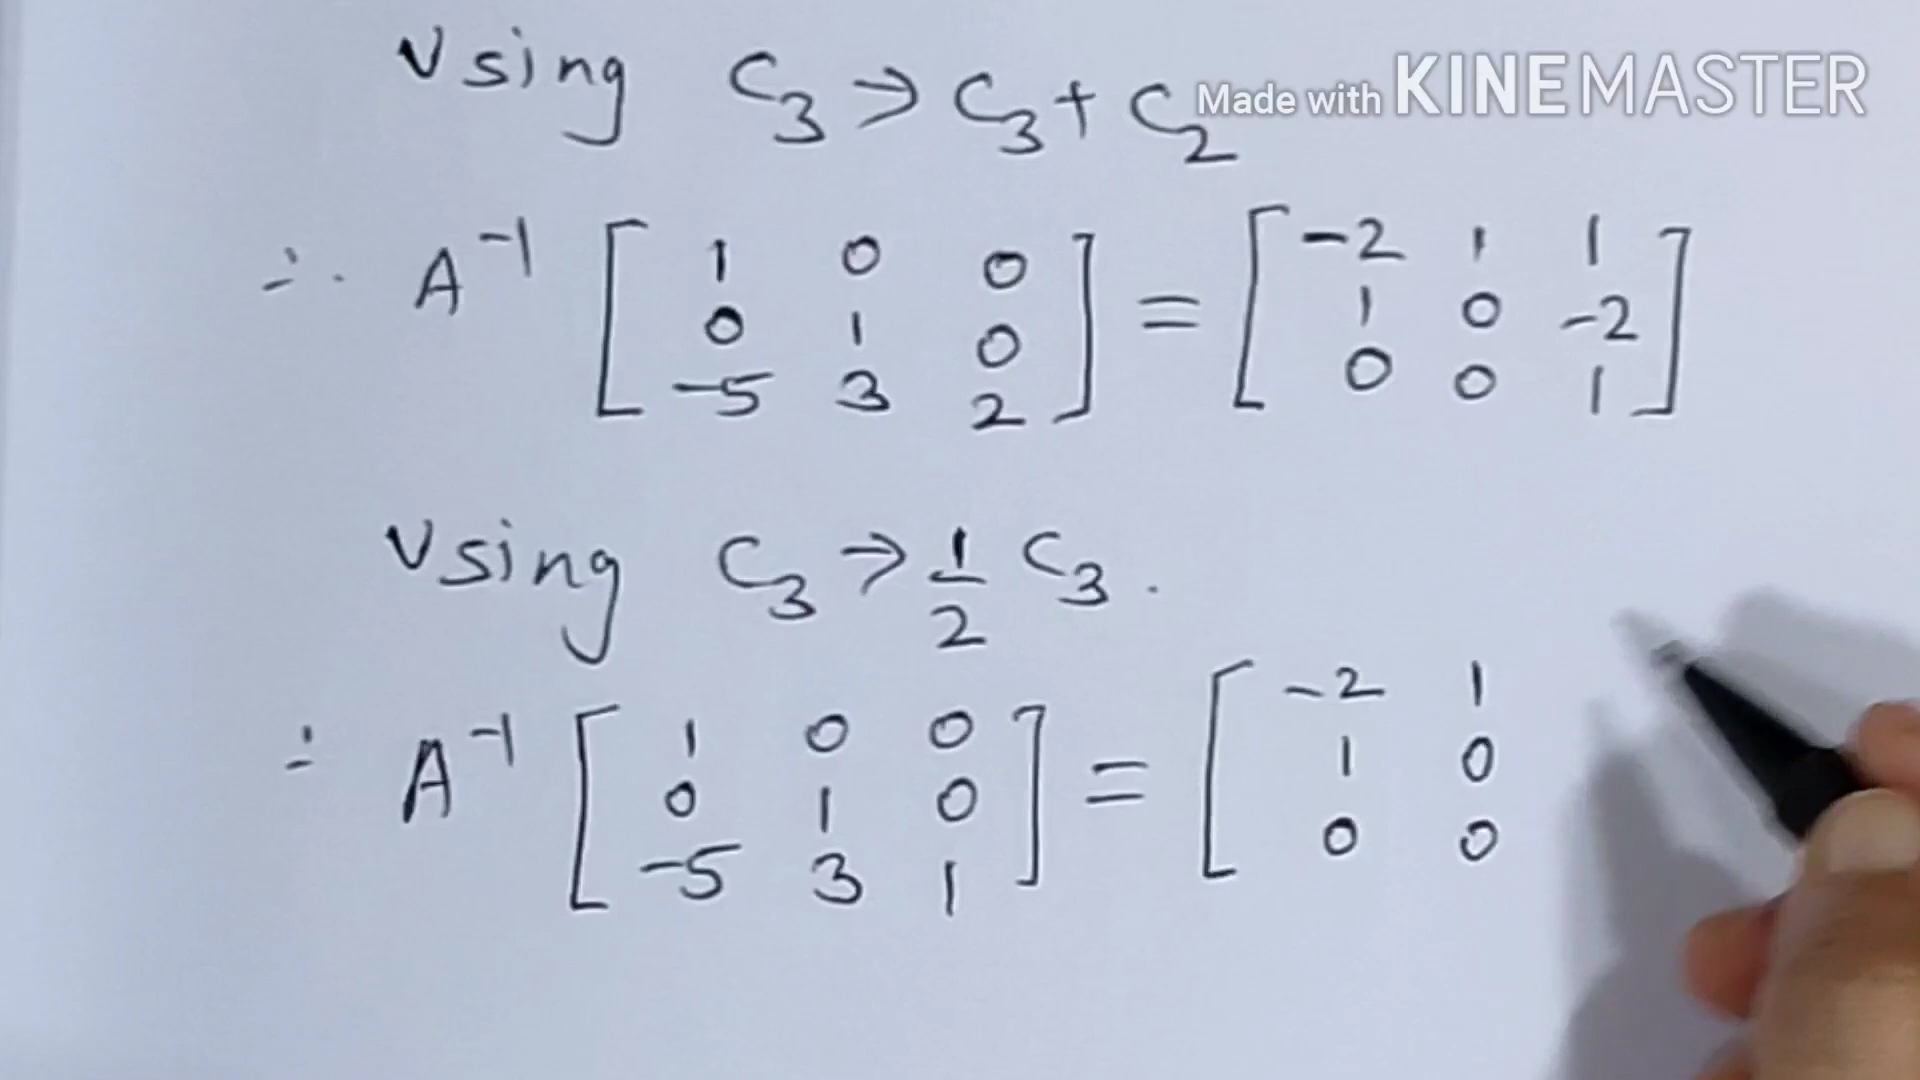 Using C₃ → C₃ + C₂
Made with KINEMASTER
∴ A⁻¹ [ 1 0 0 ] = [ -2 1 1 ]
[ 0 1 0 ] [ 1 0 -2 ]
[ -5 3 2 ] [ 0 0 1 ]
Using C₃ → 1/2 C₃.
∴ A⁻¹ [ 1 0 0 ] = [ -2 1
[ 0 1 0 ] [ 1 0
[ -5 3 1 ] [ 0 0